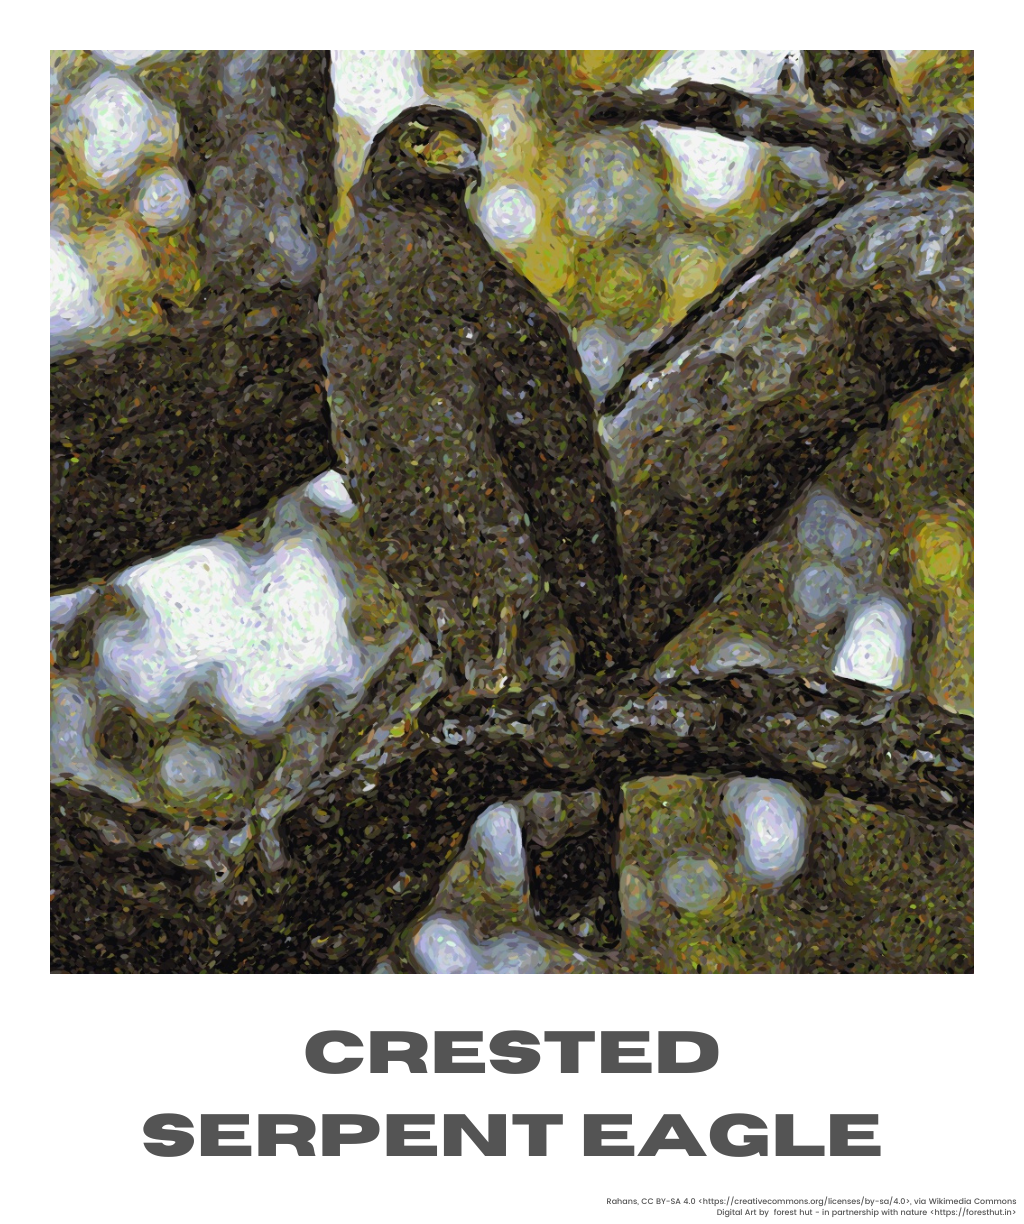 CRESTED
SERPENT EAGLE
Rahans, CC BY-SA 4.0 <https://creativecommons.org/licenses/by-sa/4.0>, via Wikimedia Commons
Digital Art by  forest hut - in partnership with nature <https://foresthut.in>